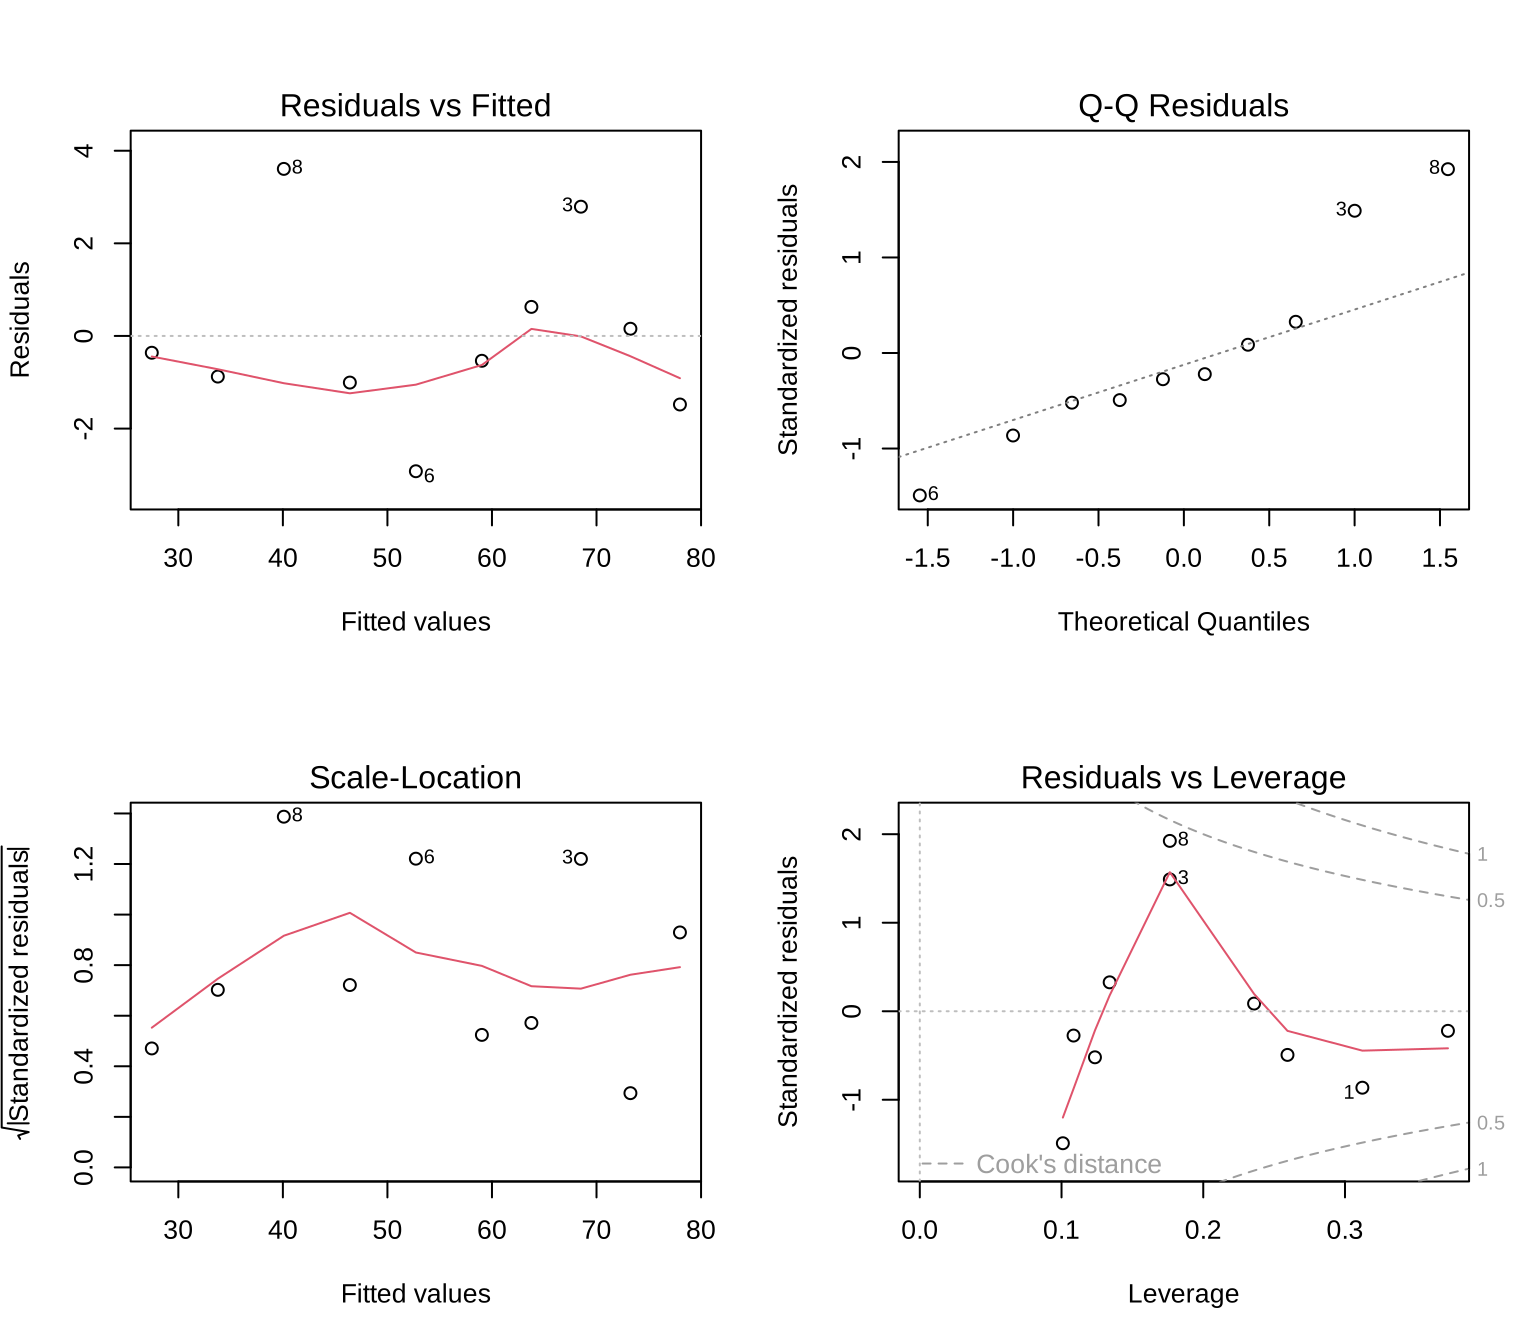 Residuals vs Fitted
Residuals
4
2
0
-2
8
3
6
30 40 50 60 70 80
Fitted values
Q-Q Residuals
Standardized residuals
2
1
0
-1
8
3
6
-1.5 -1.0 -0.5 0.0 0.5 1.0 1.5
Theoretical Quantiles
Scale-Location
√|Standardized residuals|
1.2
0.8
0.4
0.0
8
6
3
30 40 50 60 70 80
Fitted values
Residuals vs Leverage
Standardized residuals
2
1
0
-1
8
3
1
1
0.5
0.5
1
Cook's distance
0.0 0.1 0.2 0.3
Leverage